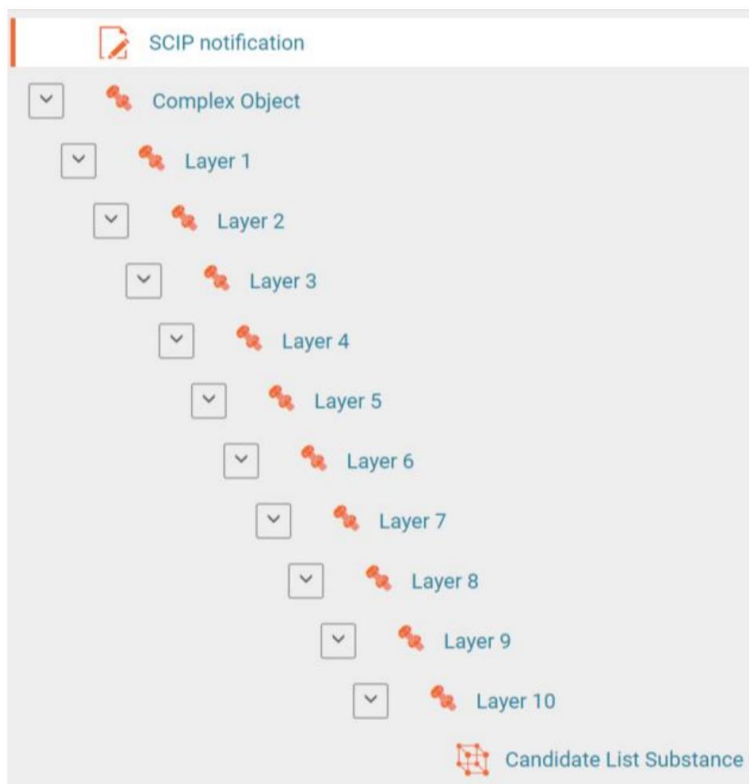 SCIP notification
Complex Object
Layer 1
Layer 2
Layer 3
Layer 4
Layer 5
Layer 6
Layer 7
Layer 8
Layer 9
Layer 10
Candidate List Substance